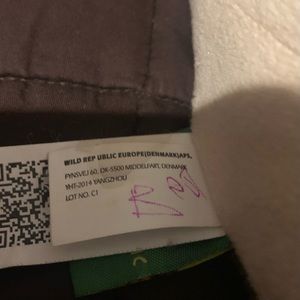 WILD REP UBLIC EUROPE(DENMARK)APS,
FYNSVEJ 60, DK-5500 MIDDELFART, DENMARK
YHT-2014 YANGZHOU
LOT NO. C1